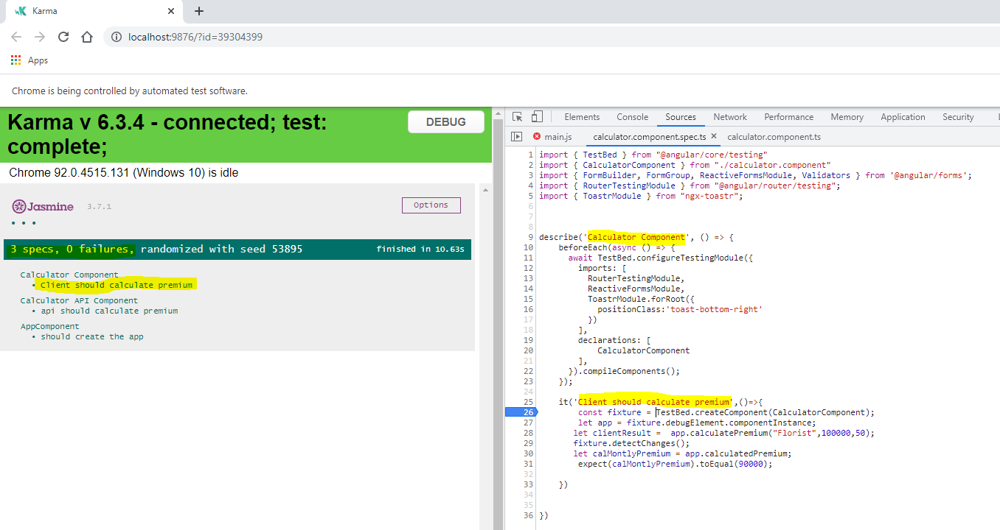 Karma
localhost:9876/?id=39304399
Apps
Chrome is being controlled by automated test software.
Karma v 6.3.4 - connected; test:
complete;
DEBUG
Chrome 92.0.4515.131 (Windows 10) is idle
Jasmine 3.7.1
Options
3 specs, 0 failures, randomized with seed 53895
finished in 10.63s
Calculator Component
• Client should calculate premium
Calculator API Component
• api should calculate premium
AppComponent
• should create the app
Elements Console Sources Network Performance Memory Application Security
main.js calculator.component.spec.ts calculator.component.ts
1 import { TestBed } from "@angular/core/testing"
2 import { CalculatorComponent } from "./calculator.component"
3 import { FormBuilder, FormGroup, ReactiveFormsModule, Validators } from '@angular/forms';
4 import { RouterTestingModule } from "@angular/router/testing";
5 import { ToastrModule } from "ngx-toastr";
6
7
8
9 describe('Calculator Component', () => {
10 beforeEach(async () => {
11 await TestBed.configureTestingModule({
12 imports: [
13 RouterTestingModule,
14 ReactiveFormsModule,
15 ToastrModule.forRoot({
16 positionClass:'toast-bottom-right'
17 })
18 ],
19 declarations: [
20 CalculatorComponent
21 ],
22 }).compileComponents();
23 });
24
25 it('Client should calculate premium',()=>{
26 const fixture = TestBed.createComponent(CalculatorComponent);
27 let app = fixture.debugElement.componentInstance;
28 let clientResult = app.calculatePremium("Florist",100000,50);
29 fixture.detectChanges();
30 let calMontlyPremium = app.calculatedPremium;
31 expect(calMontlyPremium).toEqual(90000);
32
33 })
34
35
36 })